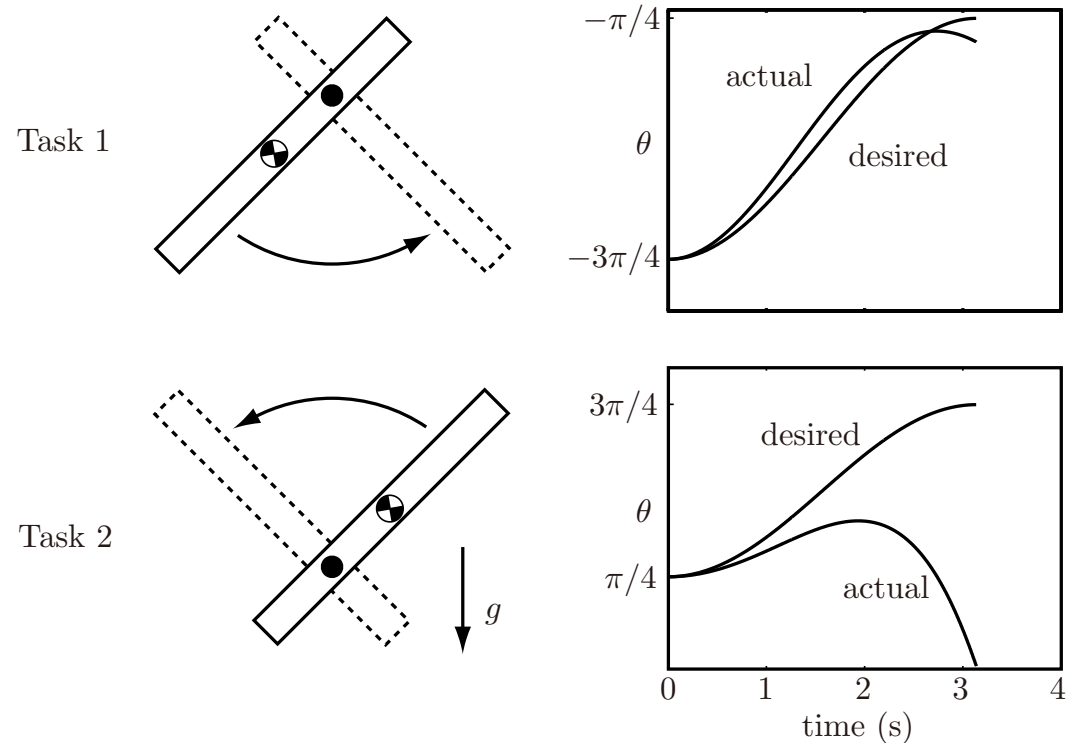 Task 1
−π/4
actual
θ
desired
−3π/4
Task 2
g
3π/4
desired
θ
π/4
actual
0 1 2 3 4
time (s)